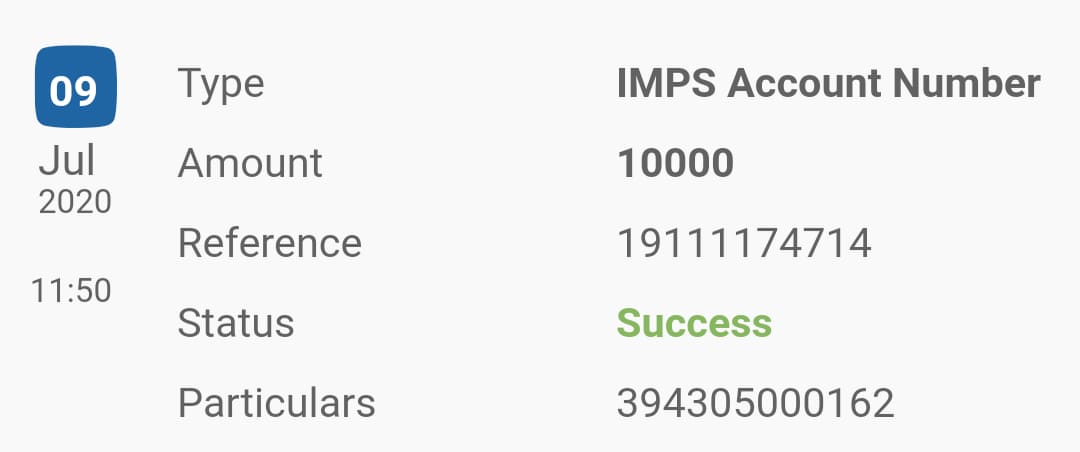 09
Jul
2020
11:50
Type IMPS Account Number
Amount 10000
Reference 19111174714
Status Success
Particulars 394305000162